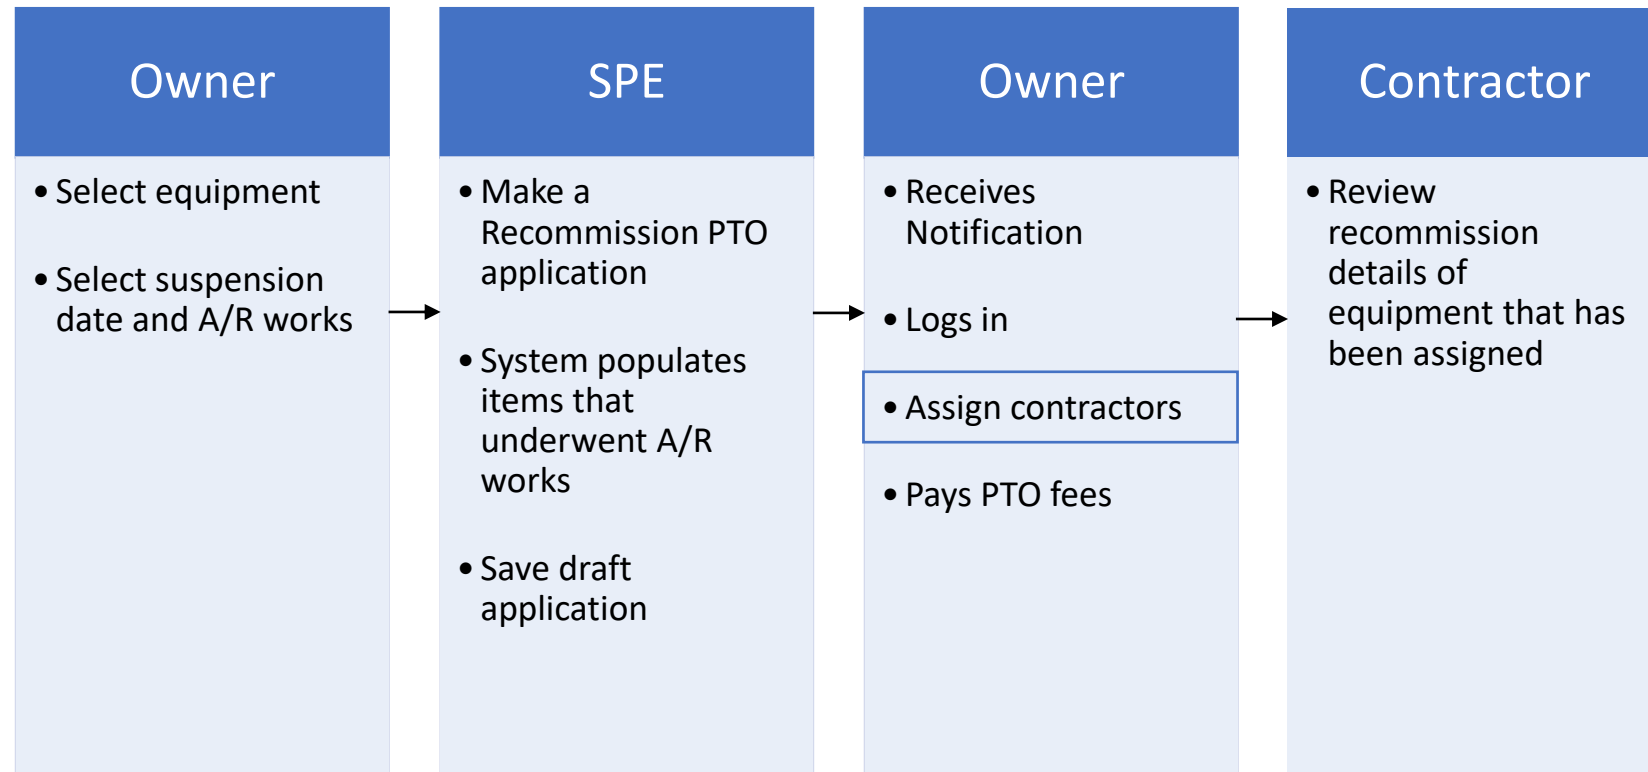 Owner
• Select equipment
• Select suspension
date and A/R works
SPE
• Make a
Recommission PTO
application
• System populates
items that
underwent A/R
works
• Save draft
application
Owner
• Receives
Notification
• Logs in
• Assign contractors
• Pays PTO fees
Contractor
• Review
recommission
details of
equipment that has
been assigned